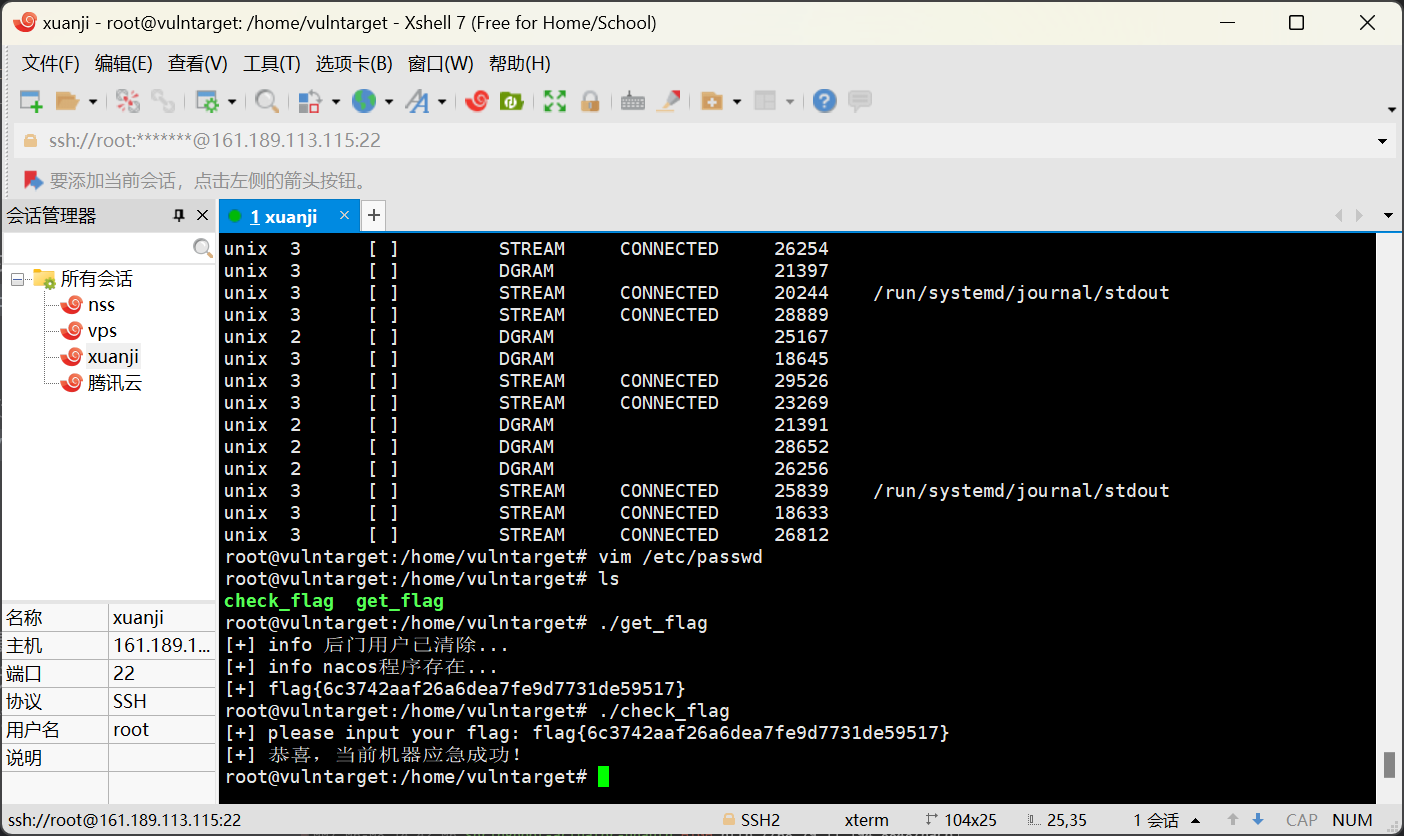 xuanji - root@vulntarget: /home/vulntarget - Xshell 7 (Free for Home/School)
文件(F) 编辑(E) 查看(V) 工具(T) 选项卡(B) 窗口(W) 帮助(H)
ssh://root:*******@161.189.113.115:22
要添加当前会话，点击左侧的箭头按钮。
会话管理器
1 xuanji
所有会话
nss
vps
xuanji
腾讯云
名称 xuanji
主机 161.189.1...
端口 22
协议 SSH
用户名 root
说明
unix 3 [ ] STREAM CONNECTED 26254
unix 3 [ ] DGRAM 21397
unix 3 [ ] STREAM CONNECTED 20244 /run/systemd/journal/stdout
unix 3 [ ] STREAM CONNECTED 28889
unix 2 [ ] DGRAM 25167
unix 3 [ ] DGRAM 18645
unix 3 [ ] STREAM CONNECTED 29526
unix 3 [ ] STREAM CONNECTED 23269
unix 2 [ ] DGRAM 21391
unix 2 [ ] DGRAM 28652
unix 2 [ ] DGRAM 26256
unix 3 [ ] STREAM CONNECTED 25839 /run/systemd/journal/stdout
unix 3 [ ] STREAM CONNECTED 18633
unix 3 [ ] STREAM CONNECTED 26812
root@vulntarget:/home/vulntarget# vim /etc/passwd
root@vulntarget:/home/vulntarget# ls
check_flag get_flag
root@vulntarget:/home/vulntarget# ./get_flag
[+] info 后门用户已清除...
[+] info nacos程序存在...
[+] flag{6c3742aaf26a6dea7fe9d7731de59517}
root@vulntarget:/home/vulntarget# ./check_flag
[+] please input your flag: flag{6c3742aaf26a6dea7fe9d7731de59517}
[+] 恭喜，当前机器应急成功！
root@vulntarget:/home/vulntarget#
ssh://root@161.189.113.115:22 SSH2 xterm 104x25 25,35 1 会话 CAP NUM